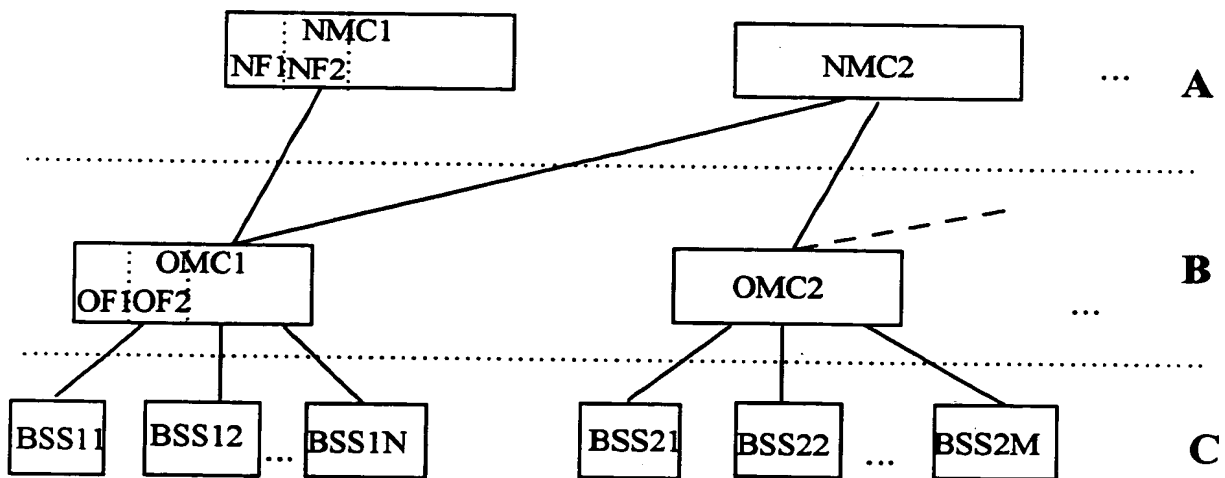 NMC1
NF1 NF2
NMC2
...
A
OMC1
OF1 OF2
OMC2
...
B
BSS11
BSS12
...
BSS1N
BSS21
BSS22
...
BSS2M
C